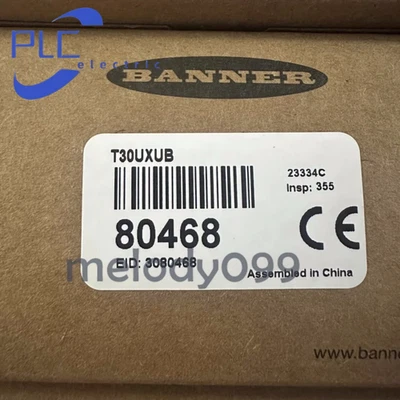 PLC
electric
BANNER
T30UXUB
23334C
Insp: 355
80468
EID: 3080468
melody099
Assembled in China
CE
www.banne